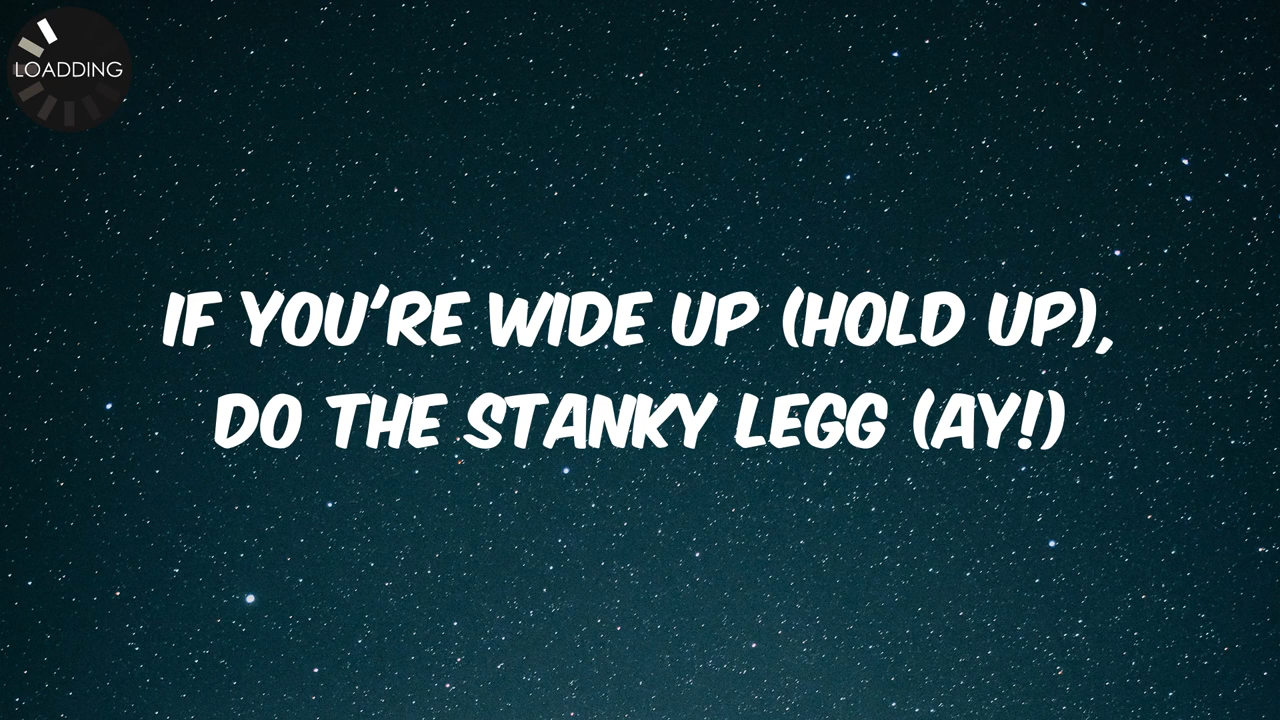 LOADDING
IF YOU'RE WIDE UP (HOLD UP),
DO THE STANKY LEGG (AY!)